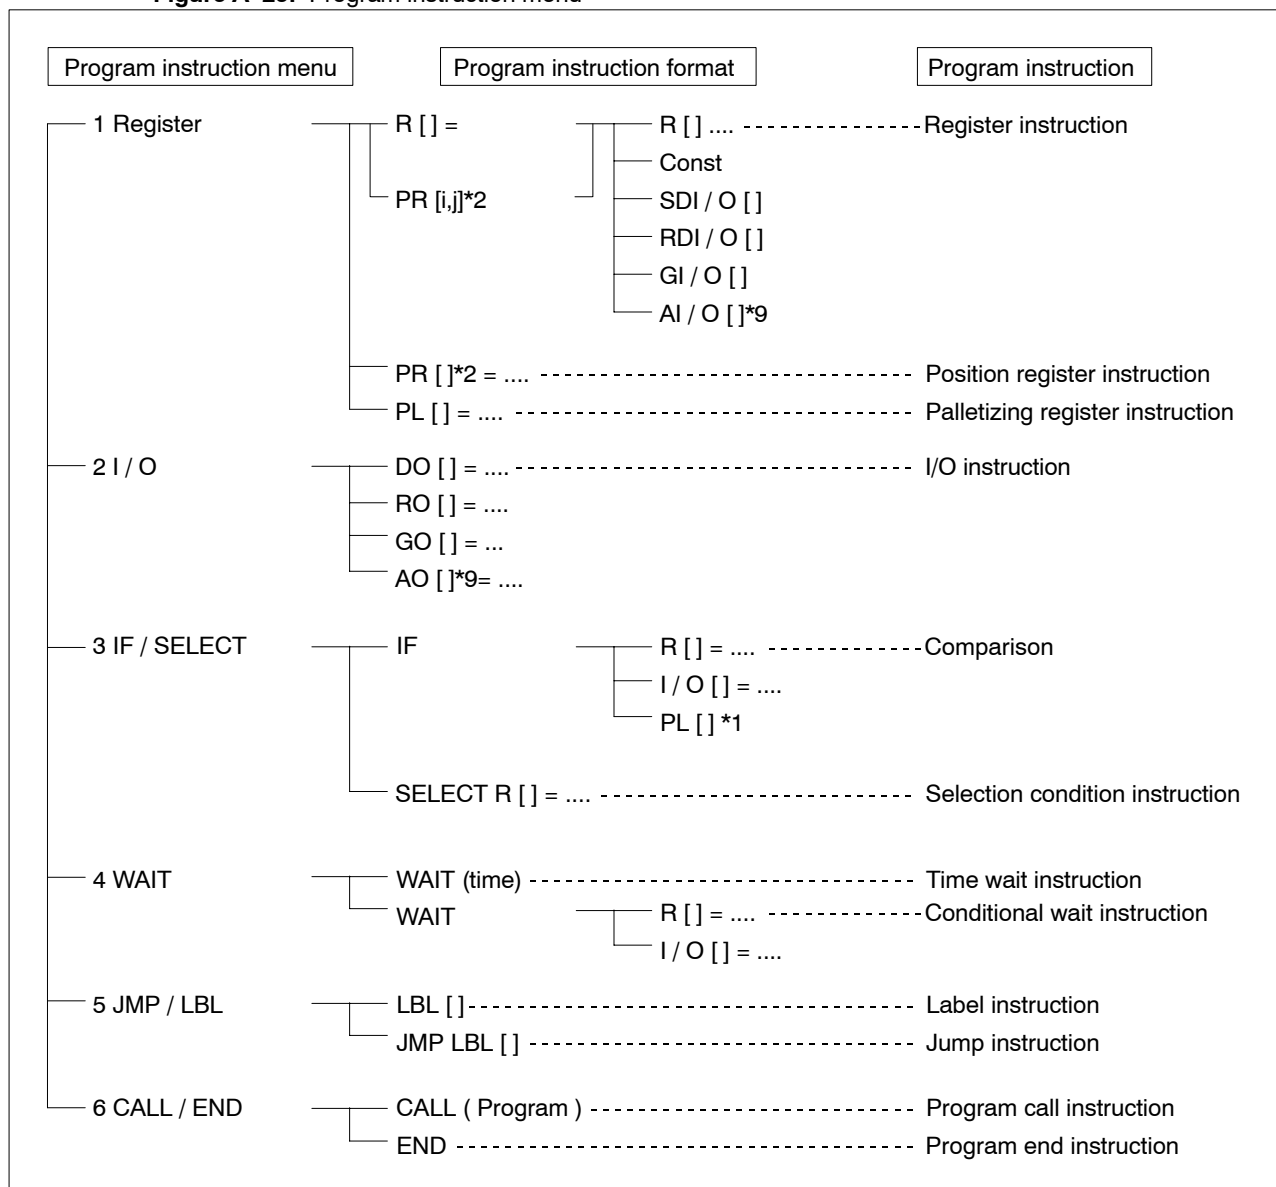 Figure A-28. Program instruction menu
Program instruction menu Program instruction format Program instruction
1 Register R [ ] = R [ ] .... Register instruction
Const
PR [i,j]*2 SDI / O [ ]
RDI / O [ ]
GI / O [ ]
AI / O [ ]*9
PR [ ]*2 = .... Position register instruction
PL [ ] = .... Palletizing register instruction
2 I / O DO [ ] = .... I/O instruction
RO [ ] = ....
GO [ ] = ...
AO [ ]*9= ....
3 IF / SELECT IF R [ ] = .... Comparison
I / O [ ] = ....
PL [ ] *1
SELECT R [ ] = .... Selection condition instruction
4 WAIT WAIT (time) Time wait instruction
WAIT R [ ] = .... Conditional wait instruction
I / O [ ] = ....
5 JMP / LBL LBL [ ] Label instruction
JMP LBL [ ] Jump instruction
6 CALL / END CALL ( Program ) Program call instruction
END Program end instruction